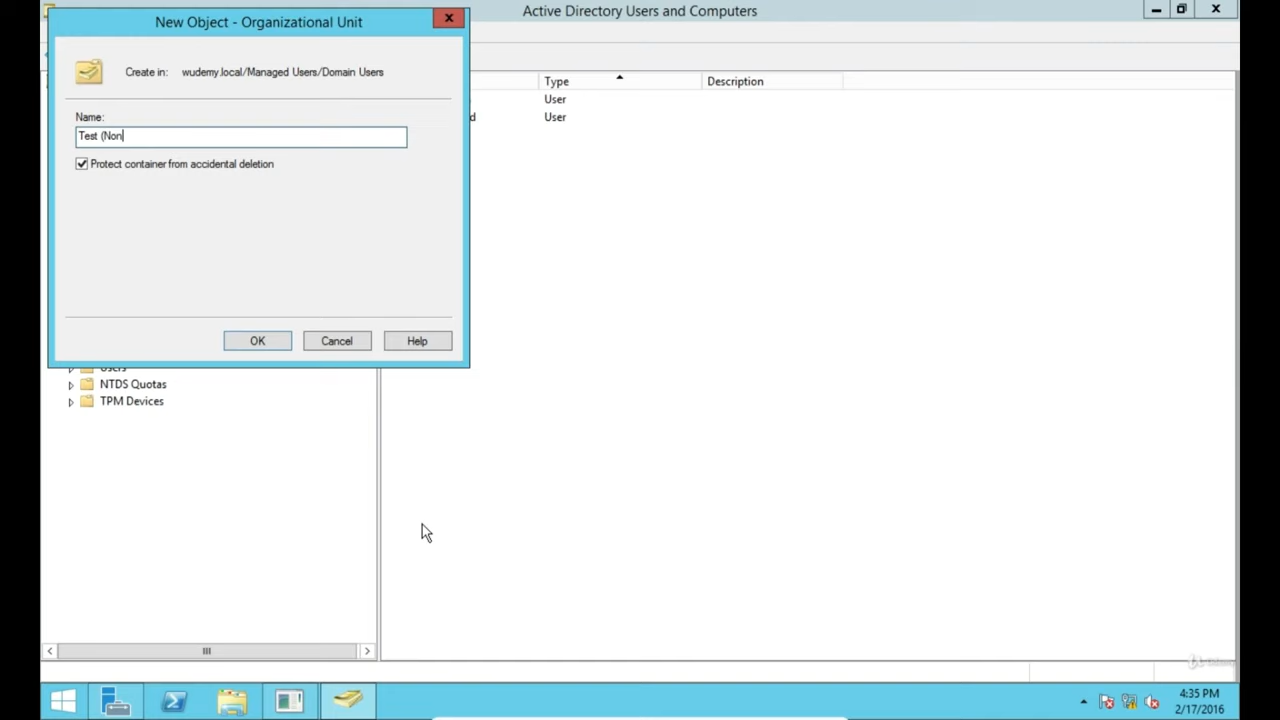 New Object - Organizational Unit
x
Active Directory Users and Computers
Create in: wudemy.local/Managed Users/Domain Users
Name:
Test (Non
Protect container from accidental deletion
OK Cancel Help
Type Description
User
d User
Users
NTDS Quotas
TPM Devices
4:35 PM
2/17/2016